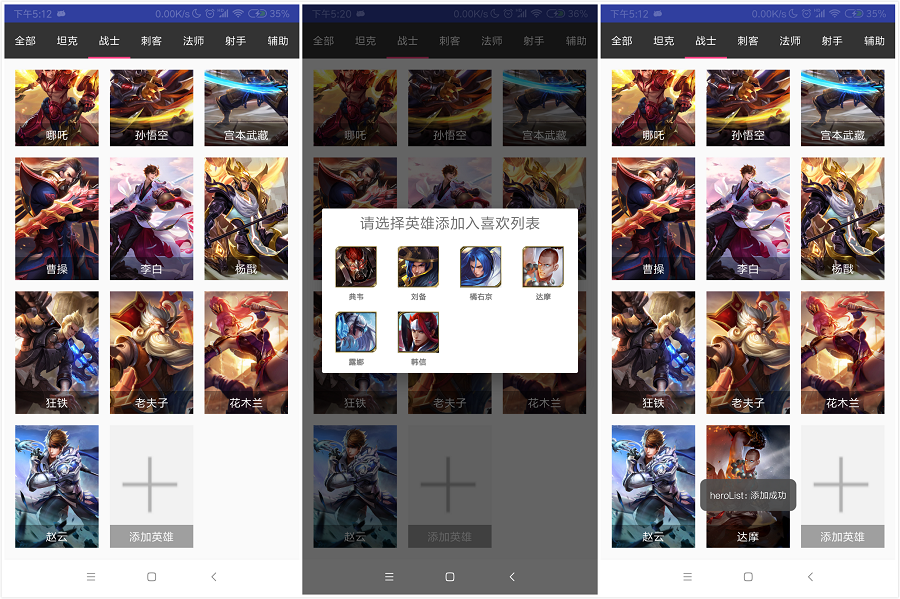 下午5:12 0.00K/s 35%
全部 坦克 战士 刺客 法师 射手 辅助
哪吒 孙悟空 宫本武藏
曹操 李白 杨戬
狂铁 老夫子 花木兰
赵云 添加英雄
下午5:20 0.00K/s 36%
全部 坦克 战士 刺客 法师 射手 辅助
哪吒 孙悟空 宫本武藏
请选择英雄添加入喜欢列表
典韦 刘备 橘右京 达摩
露娜 韩信
狂铁 老夫子 花木兰
赵云 添加英雄
下午5:12 0.00K/s 35%
全部 坦克 战士 刺客 法师 射手 辅助
哪吒 孙悟空 宫本武藏
曹操 李白 杨戬
狂铁 老夫子 花木兰
heroList: 添加成功
赵云 达摩 添加英雄